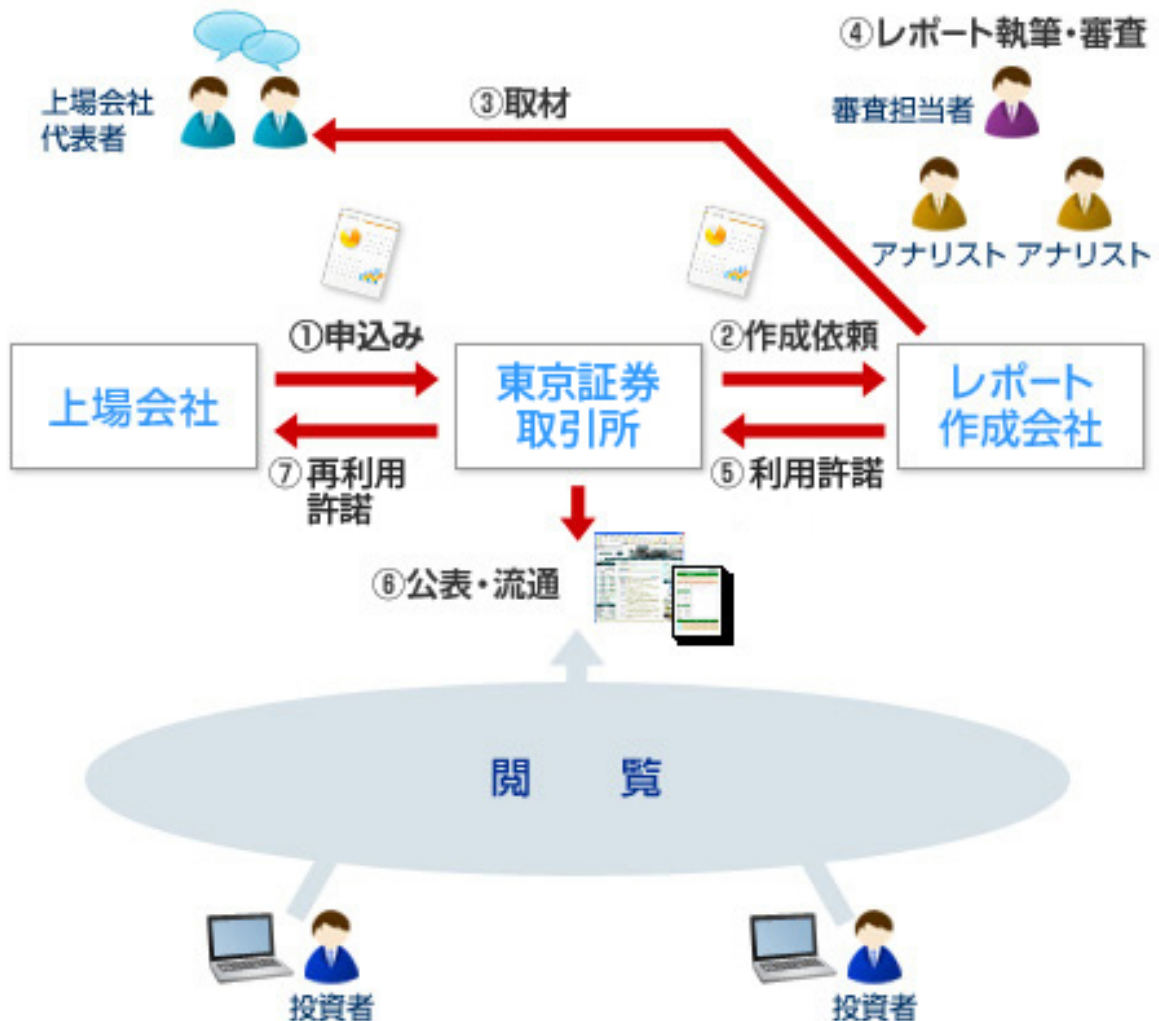 ④レポート執筆・審査
上場会社
代表者
③取材
審査担当者
アナリスト
アナリスト
①申込み
②作成依頼
上場会社
東京証券
取引所
レポート
作成会社
⑦再利用
許諾
⑤利用許諾
⑥公表・流通
閲 覧
投資者
投資者